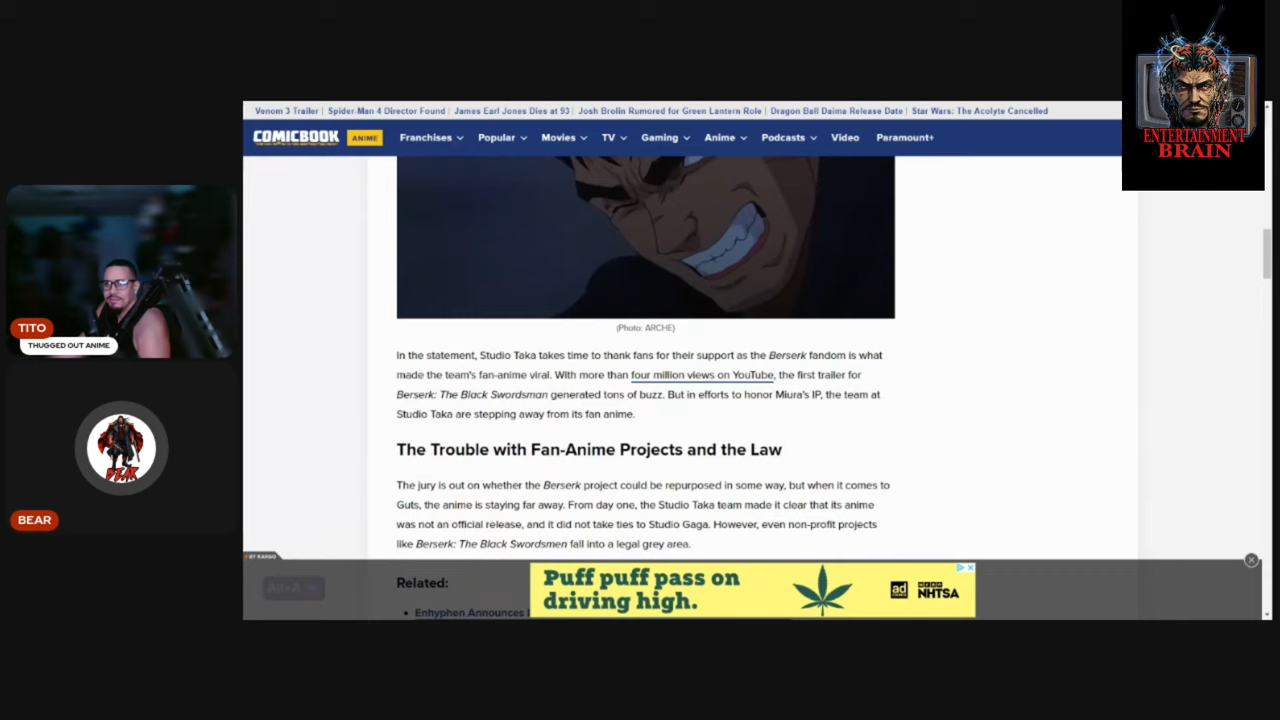 Venom 3 Trailer | Spider-Man 4 Director Found | James Earl Jones Dies at 93 | Josh Brolin Rumored for Green Lantern Role | Dragon Ball Daima Release Date | Star Wars: The Acolyte Cancelled
COMICBOOK ANIME Franchises Popular Movies TV Gaming Anime Podcasts Video Paramount+
ENTERTAINMENT
BRAIN
TITO
THUGGED OUT ANIME
BEAR
BEAR
(Photo: ARCHE)
In the statement, Studio Taka takes time to thank fans for their support as the Berserk fandom is what
made the team's fan-anime viral. With more than four million views on YouTube, the first trailer for
Berserk: The Black Swordsman generated tons of buzz. But in efforts to honor Miura's IP, the team at
Studio Taka are stepping away from its fan anime.
The Trouble with Fan-Anime Projects and the Law
The jury is out on whether the Berserk project could be repurposed in some way, but when it comes to
Guts, the anime is staying far away. From day one, the Studio Taka team made it clear that its anime
was not an official release, and it did not take ties to Studio Gaga. However, even non-profit projects
like Berserk: The Black Swordsmen fall into a legal grey area.
BY KARGO
Related:
Alt+A
• Enhyphen Announces
Puff puff pass on
driving high.
ad
NHTSA